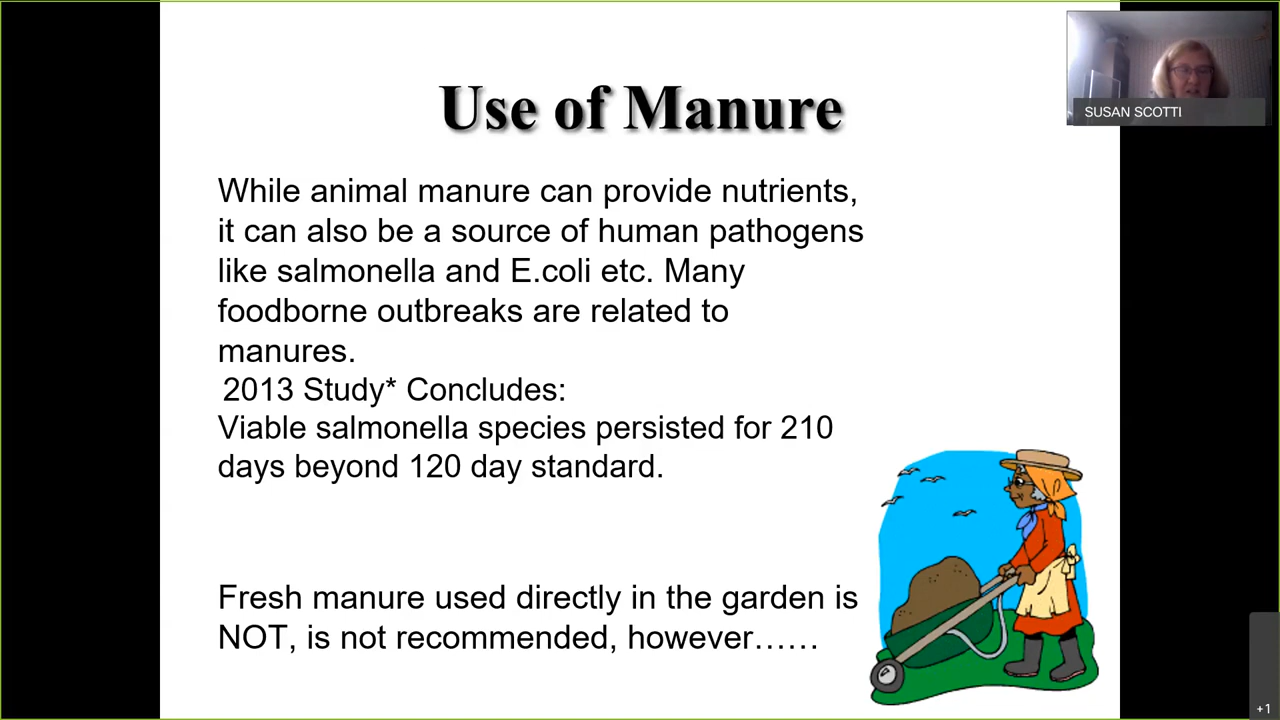 Use of Manure
SUSAN SCOTTI
While animal manure can provide nutrients,
it can also be a source of human pathogens
like salmonella and E.coli etc. Many
foodborne outbreaks are related to
manures.
2013 Study* Concludes:
Viable salmonella species persisted for 210
days beyond 120 day standard.
Fresh manure used directly in the garden is
NOT, is not recommended, however……
+1